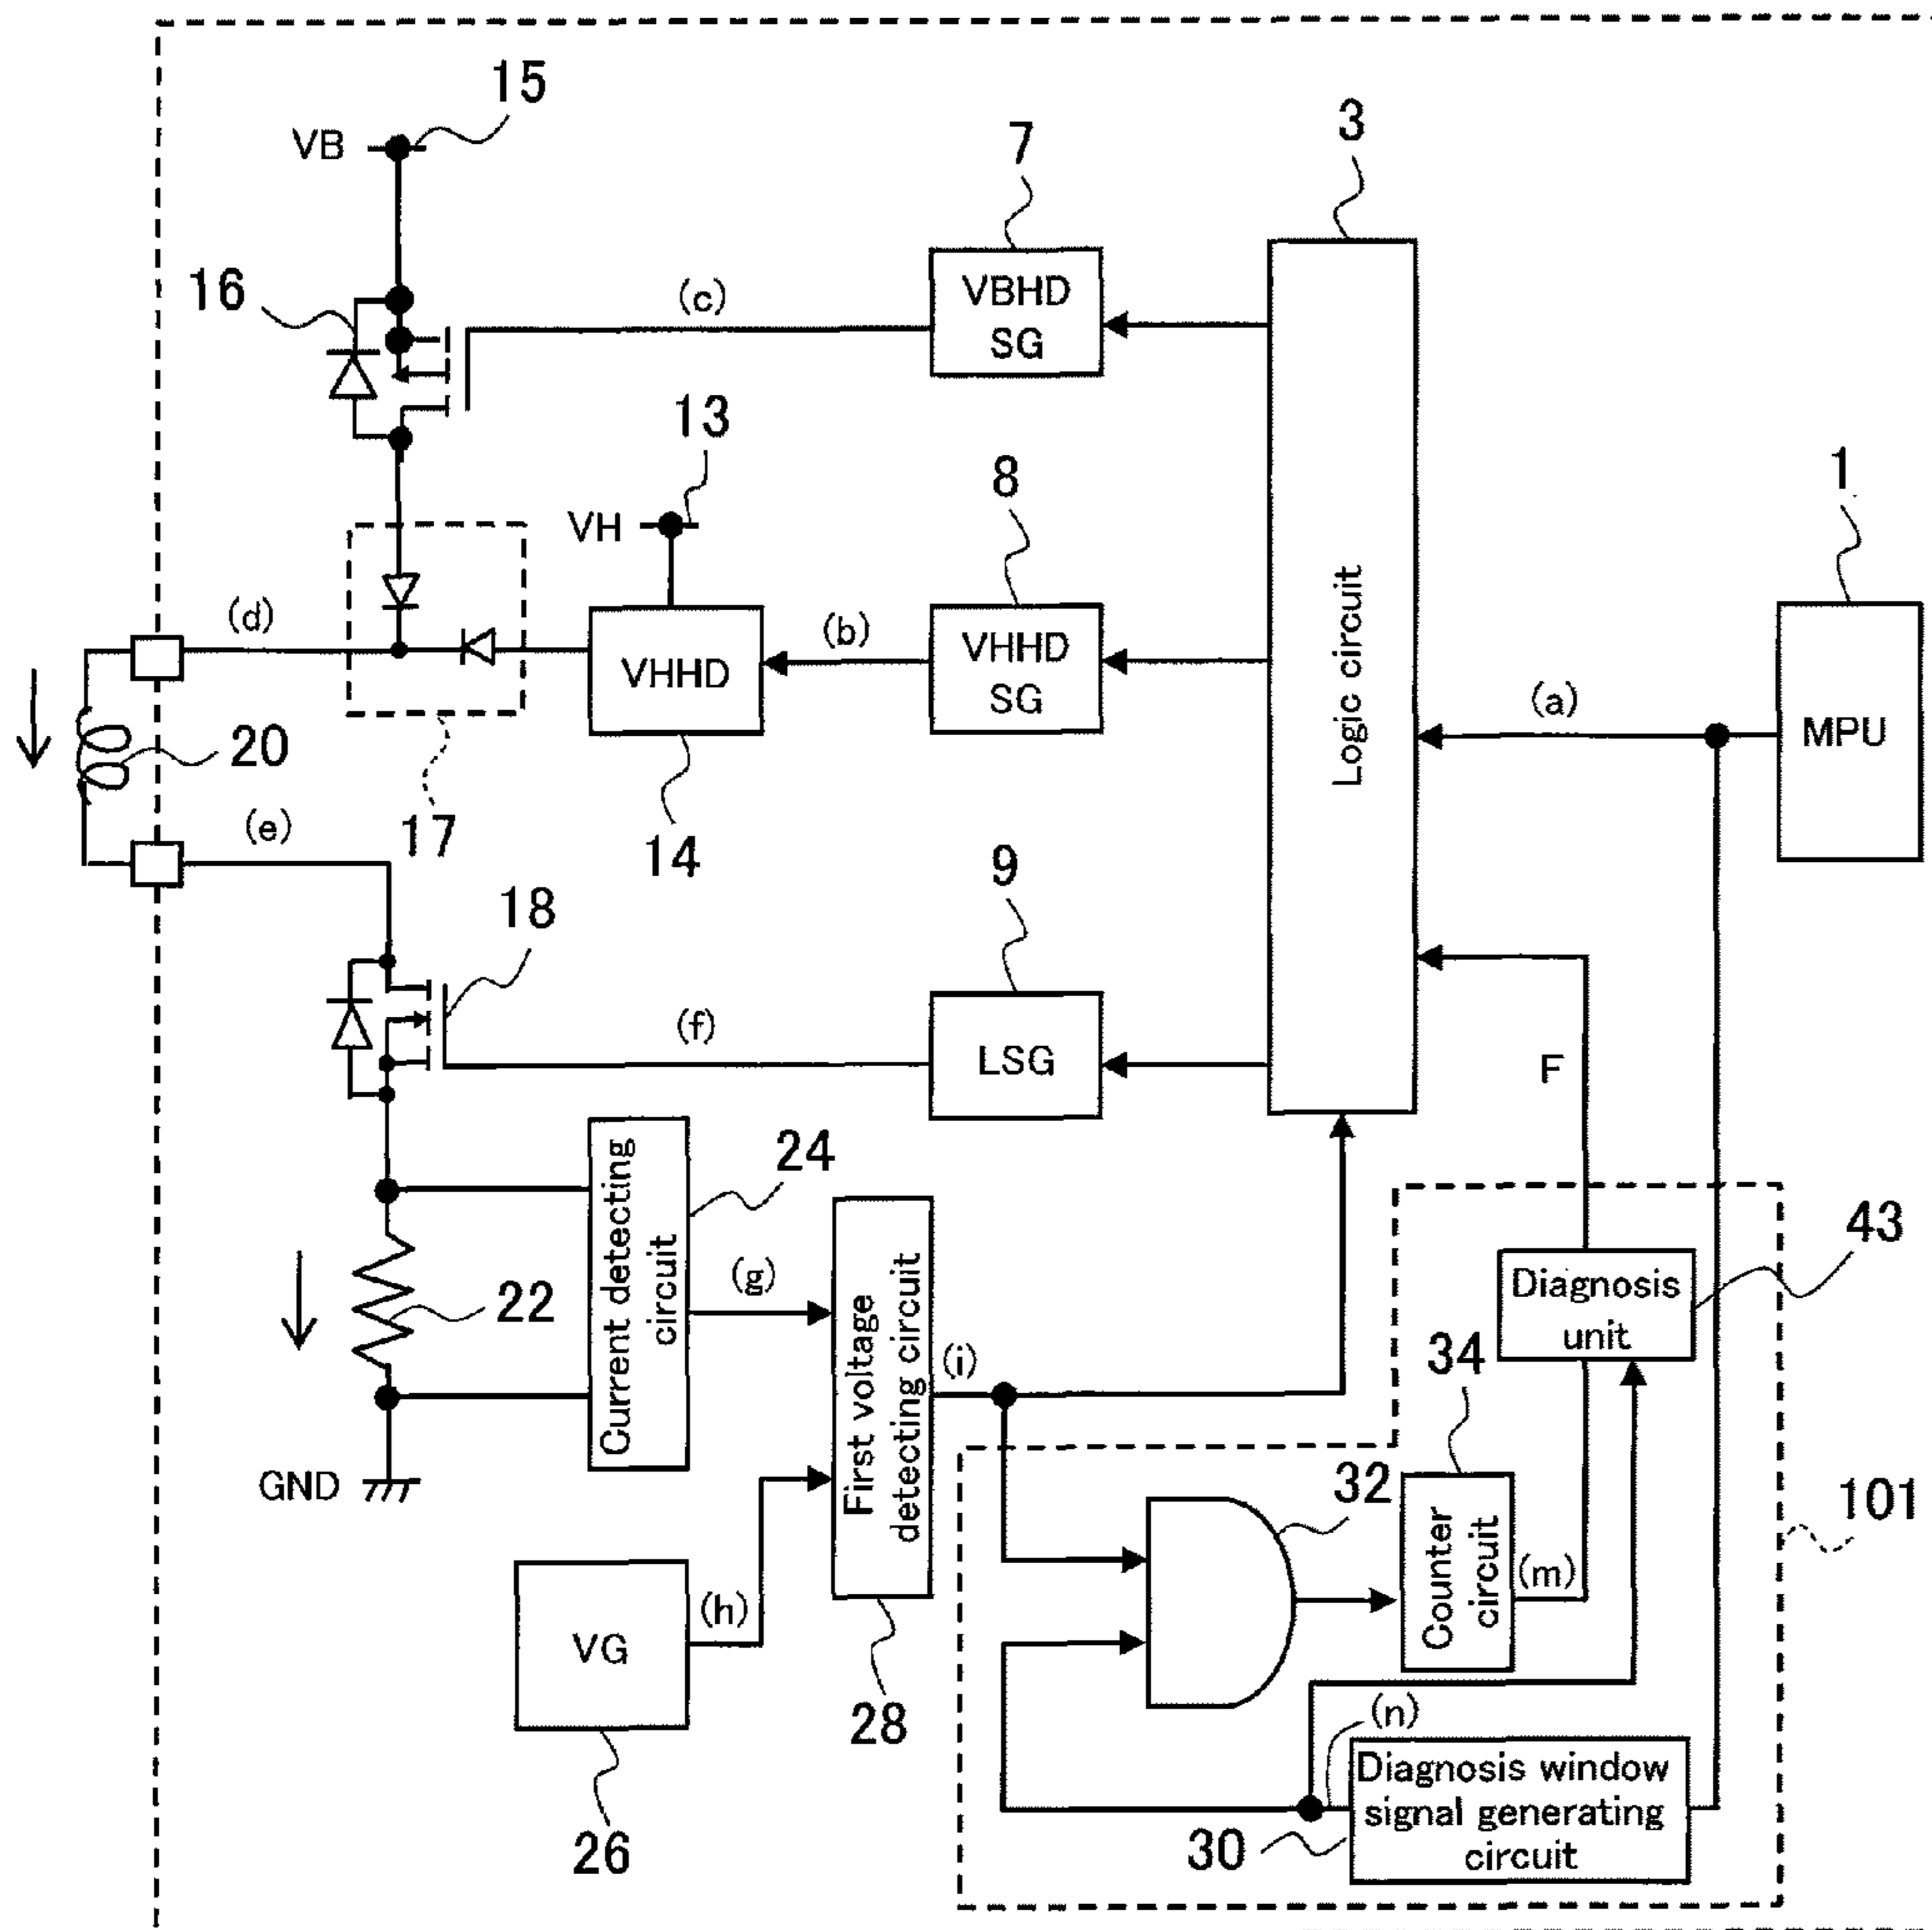 15
VB
7
3
16
(c)
VBHD
SG
13
8
1
VH
(d)
(b)
VHHD
VHHD
SG
Logic circuit
(a)
MPU
20
17
14
(e)
9
18
(f)
LSG
F
24
Current detecting
circuit
43
(g)
First voltage
detecting circuit
22
(i)
Diagnosis
unit
34
GND
32
Counter
circuit
101
(h)
(m)
VG
28
(n)
Diagnosis window
signal generating
circuit
30
26